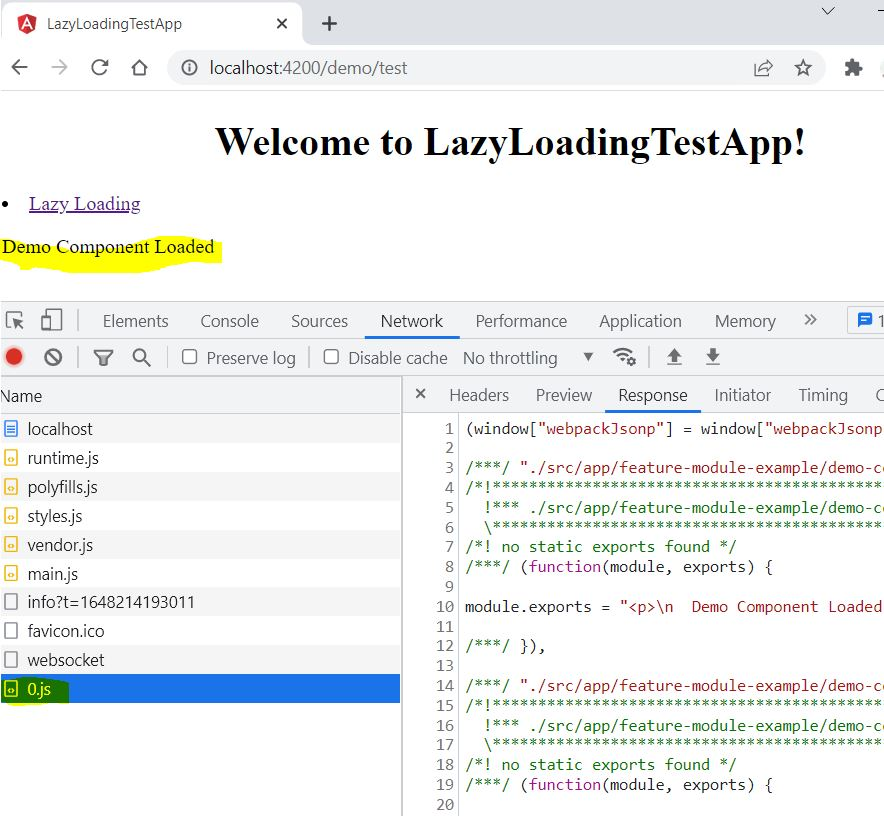 LazyLoadingTestApp
localhost:4200/demo/test
Welcome to LazyLoadingTestApp!
Lazy Loading
Demo Component Loaded
Elements Console Sources Network Performance Application Memory » 1
Preserve log Disable cache No throttling
Name
Headers Preview Response Initiator Timing
localhost
runtime.js
polyfills.js
styles.js
vendor.js
main.js
info?t=1648214193011
favicon.ico
websocket
0.js
1 (window["webpackJsonp"] = window["webpackJsonp
2
3 /***/ "./src/app/feature-module-example/demo-co
4 /*!********************************************
5 !*** ./src/app/feature-module-example/demo-c
6 \********************************************
7 /*! no static exports found */
8 /***/ (function(module, exports) {
9
10 module.exports = "<p>\n Demo Component Loaded
11
12 /***/ }),
13
14 /***/ "./src/app/feature-module-example/demo-co
15 /*!********************************************
16 !*** ./src/app/feature-module-example/demo-c
17 \********************************************
18 /*! no static exports found */
19 /***/ (function(module, exports) {
20